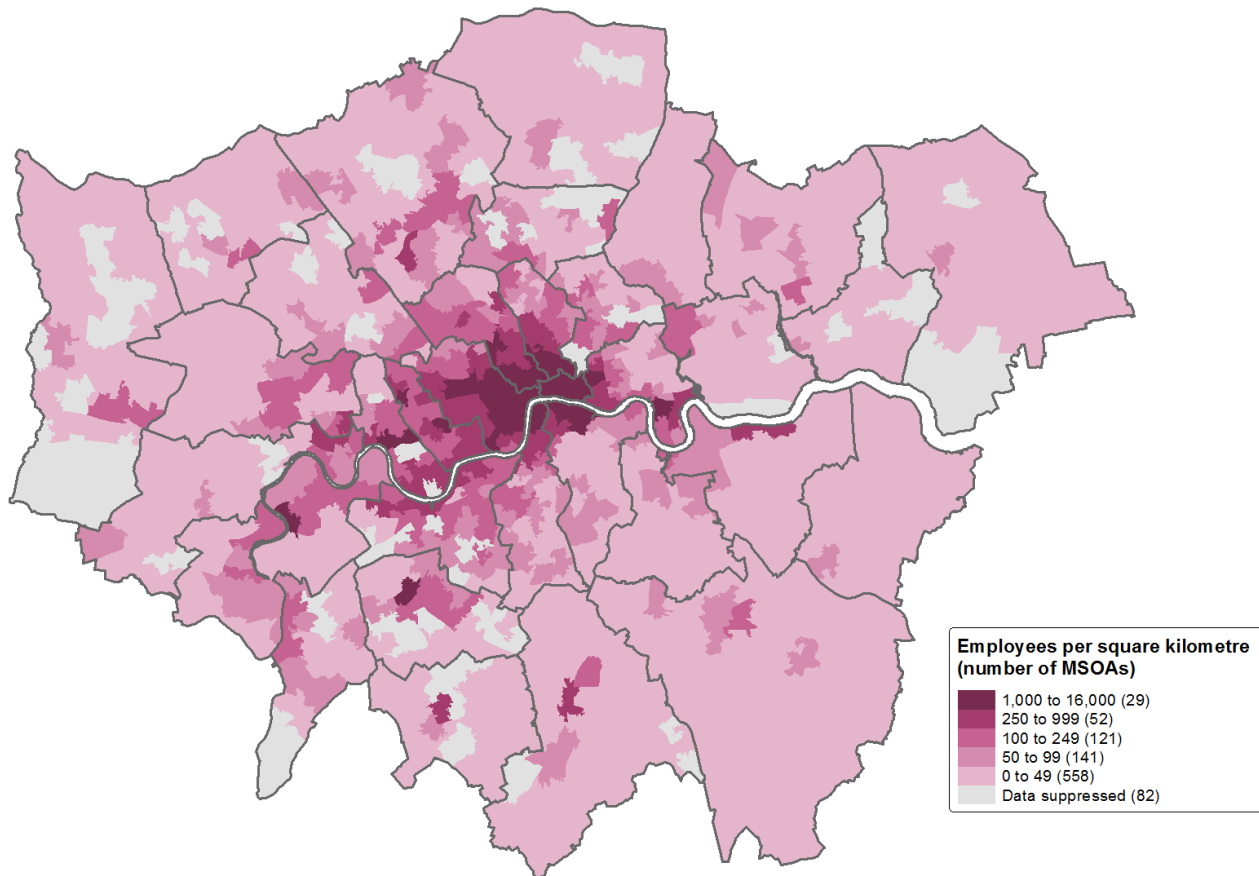 Employees per square kilometre
(number of MSOAs)
1,000 to 16,000 (29)
250 to 999 (52)
100 to 249 (121)
50 to 99 (141)
0 to 49 (558)
Data suppressed (82)